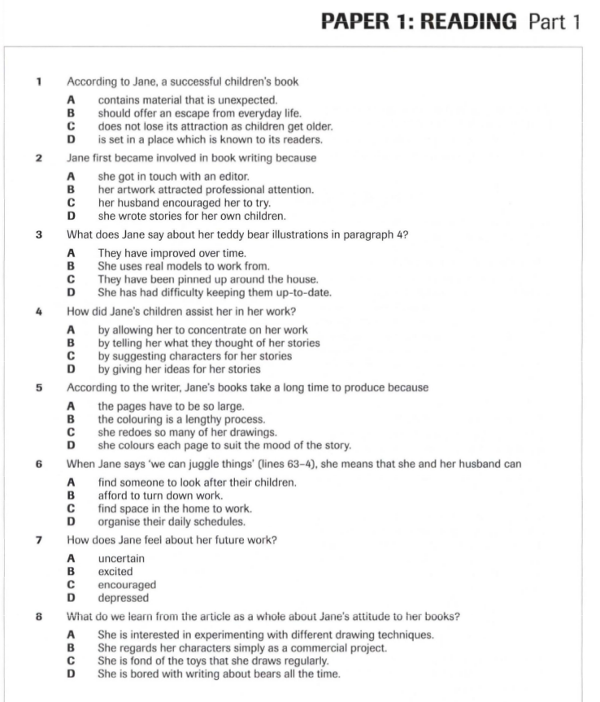 PAPER 1: READING Part 1
1 According to Jane, a successful children's book
A contains material that is unexpected.
B should offer an escape from everyday life.
C does not lose its attraction as children get older.
D is set in a place which is known to its readers.
2 Jane first became involved in book writing because
A she got in touch with an editor.
B her artwork attracted professional attention.
C her husband encouraged her to try.
D she wrote stories for her own children.
3 What does Jane say about her teddy bear illustrations in paragraph 4?
A They have improved over time.
B She uses real models to work from.
C They have been pinned up around the house.
D She has had difficulty keeping them up-to-date.
4 How did Jane's children assist her in her work?
A by allowing her to concentrate on her work
B by telling her what they thought of her stories
C by suggesting characters for her stories
D by giving her ideas for her stories
5 According to the writer, Jane's books take a long time to produce because
A the pages have to be so large.
B the colouring is a lengthy process.
C she redoes so many of her drawings.
D she colours each page to suit the mood of the story.
6 When Jane says 'we can juggle things' (lines 63–4), she means that she and her husband can
A find someone to look after their children.
B afford to turn down work.
C find space in the home to work.
D organise their daily schedules.
7 How does Jane feel about her future work?
A uncertain
B excited
C encouraged
D depressed
8 What do we learn from the article as a whole about Jane's attitude to her books?
A She is interested in experimenting with different drawing techniques.
B She regards her characters simply as a commercial project.
C She is fond of the toys that she draws regularly.
D She is bored with writing about bears all the time.